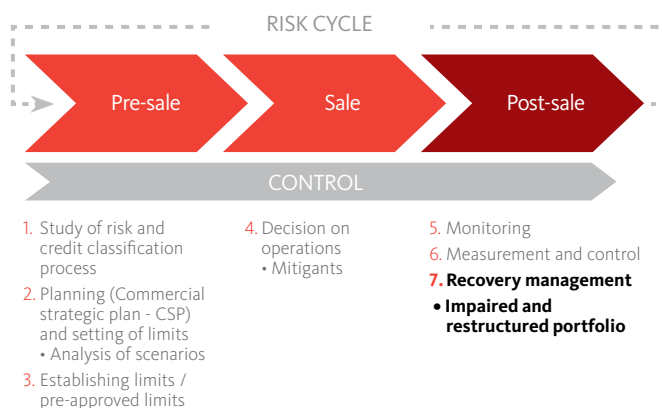 RISK CYCLE
Pre-sale
Sale
Post-sale
CONTROL
1. Study of risk and
credit classification
process
2. Planning (Commercial
strategic plan - CSP)
and setting of limits
• Analysis of scenarios
3. Establishing limits /
pre-approved limits
4. Decision on
operations
• Mitigants
5. Monitoring
6. Measurement and control
7. Recovery management
• Impaired and
restructured portfolio